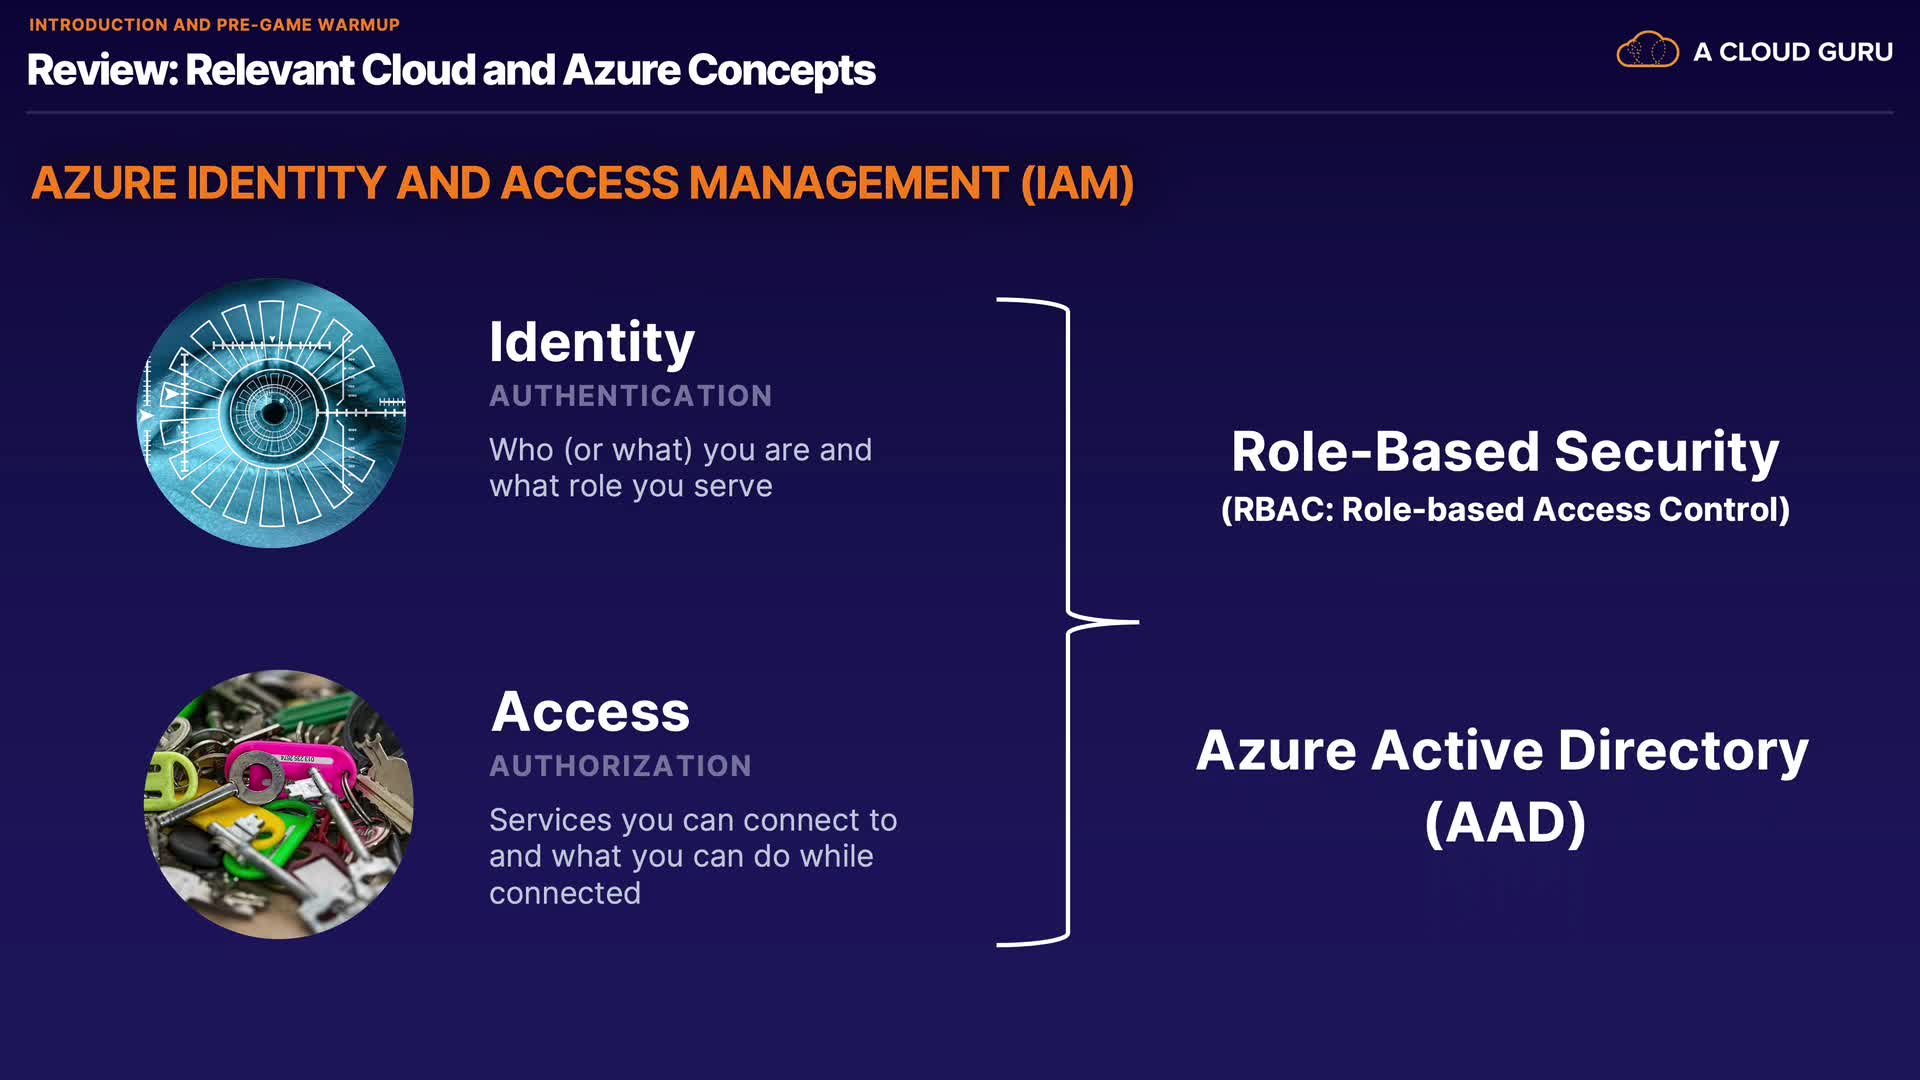 INTRODUCTION AND PRE-GAME WARMUP
Review: Relevant Cloud and Azure Concepts
A CLOUD GURU
AZURE IDENTITY AND ACCESS MANAGEMENT (IAM)
Identity
AUTHENTICATION
Who (or what) you are and
what role you serve
Access
AUTHORIZATION
Services you can connect to
and what you can do while
connected
Role-Based Security
(RBAC: Role-based Access Control)
Azure Active Directory
(AAD)